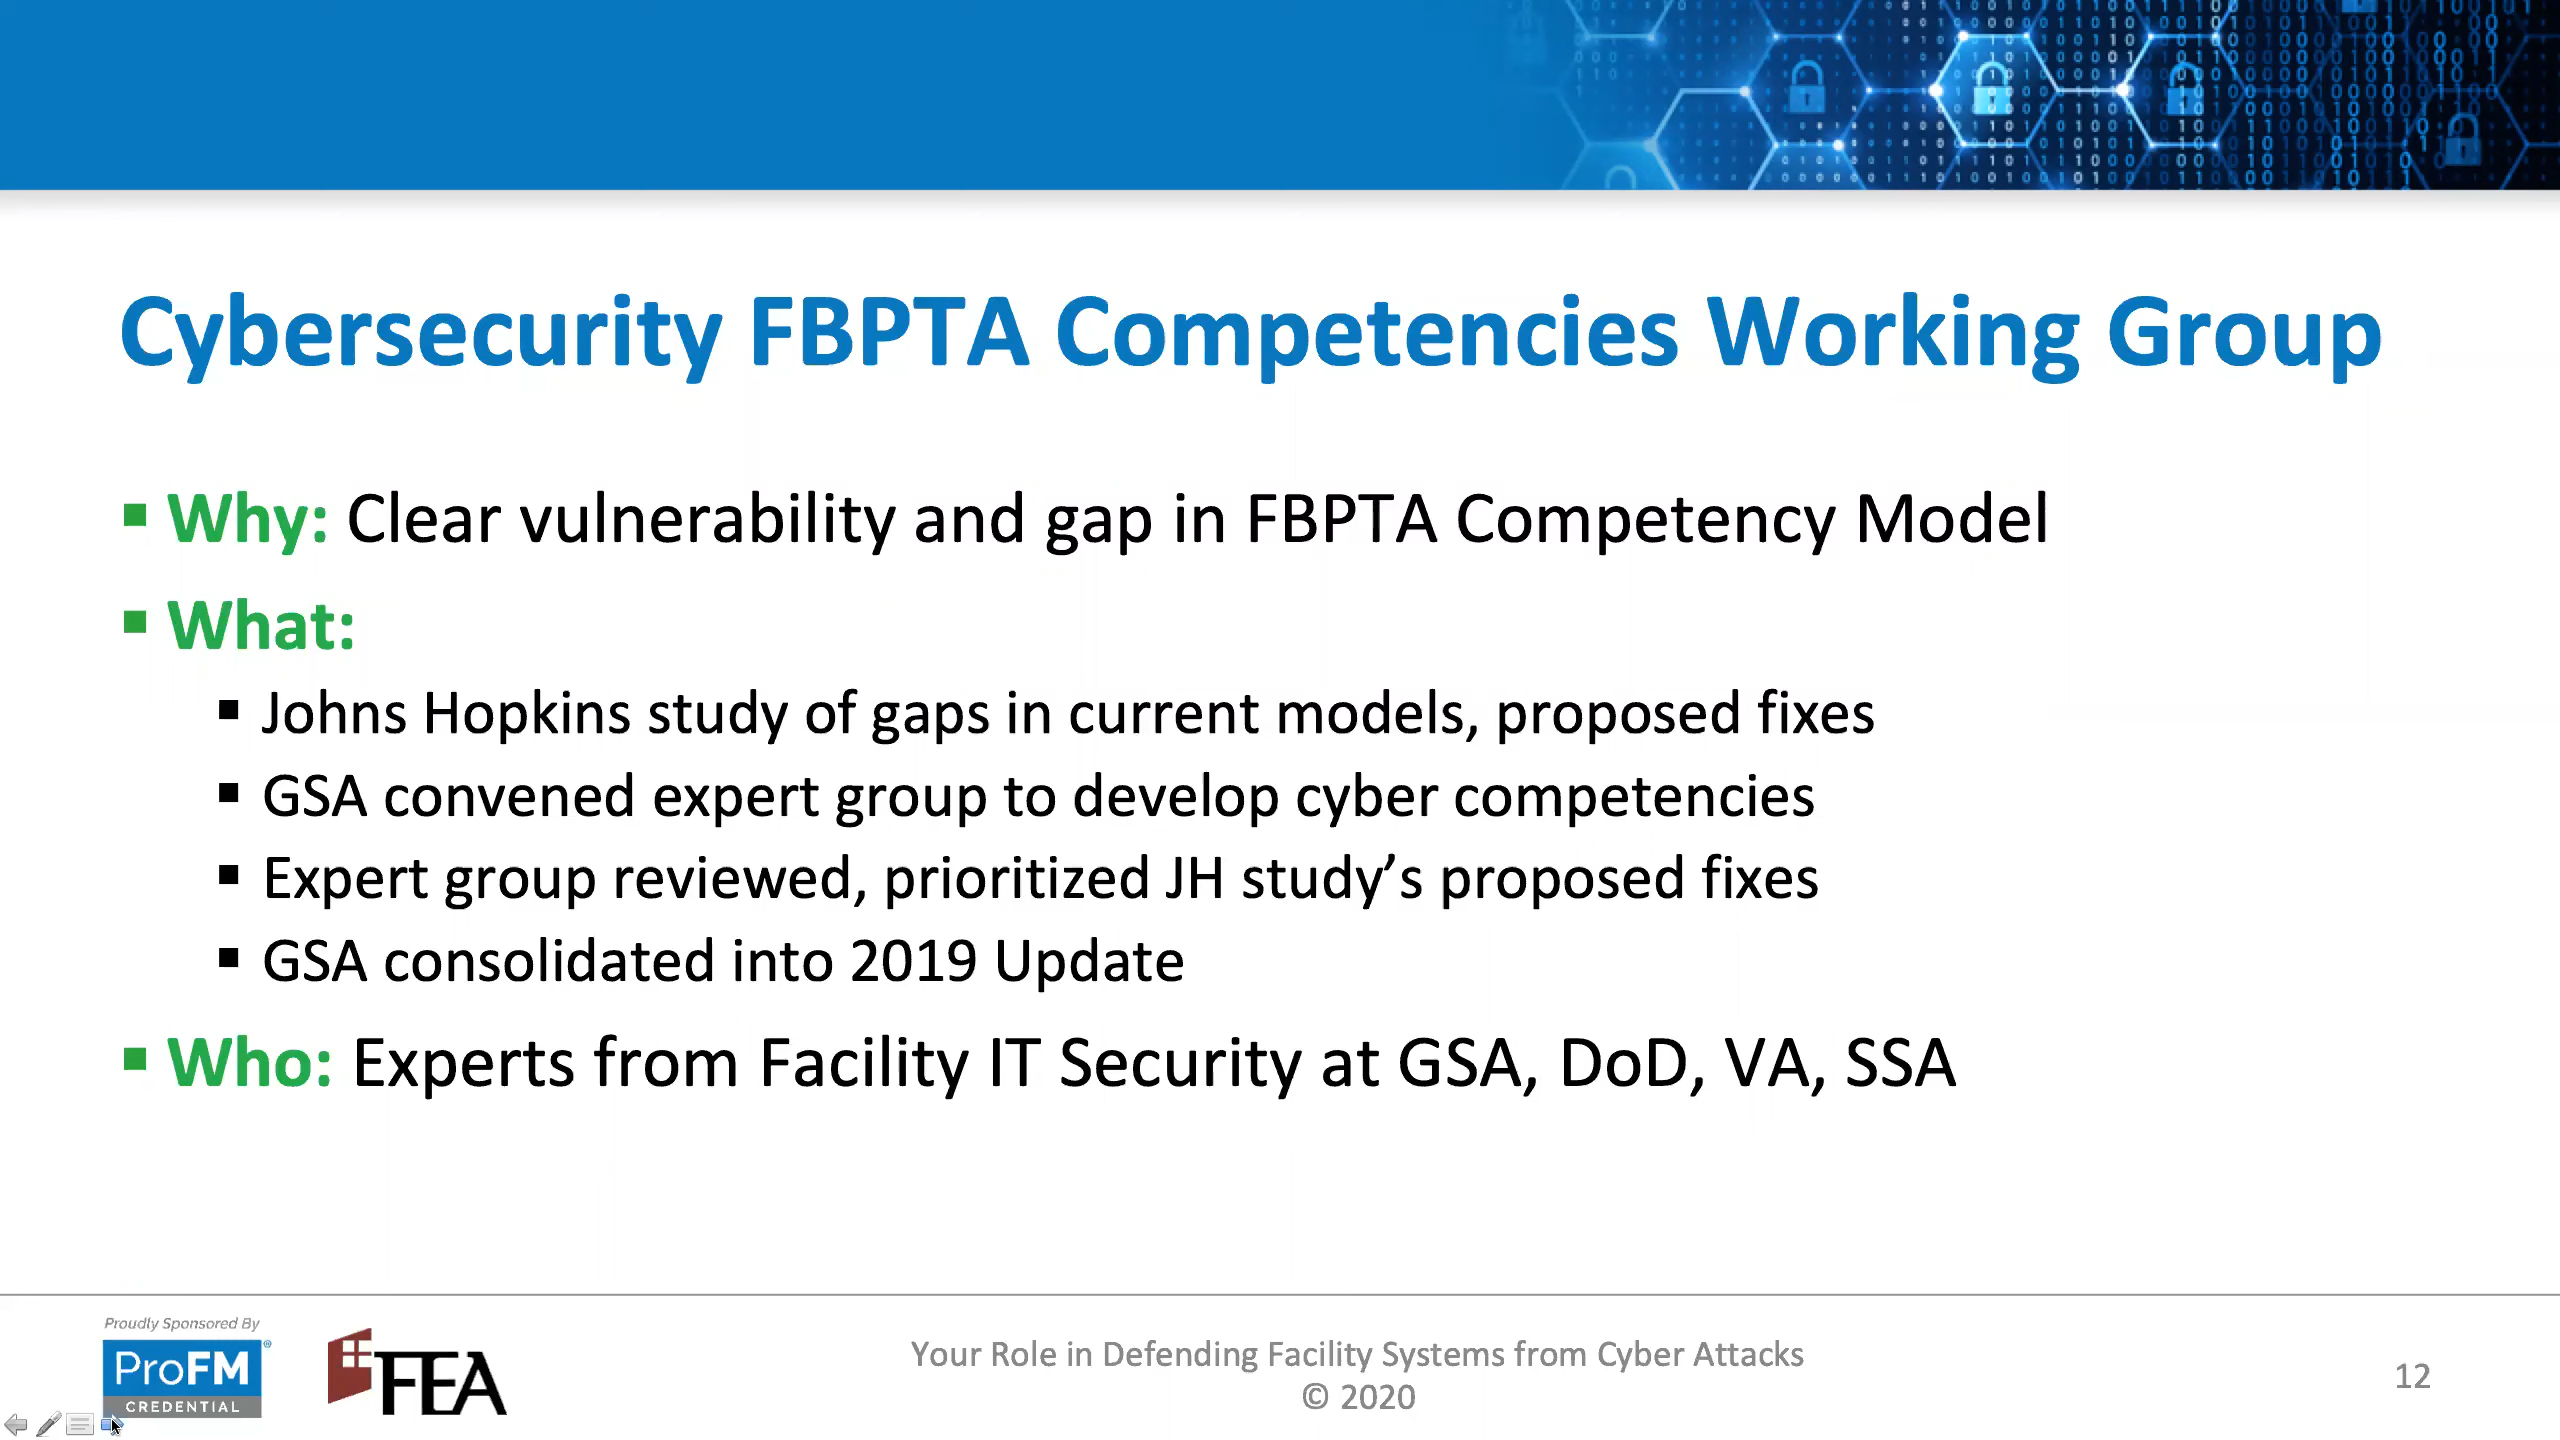 Cybersecurity FBPTA Competencies Working Group
Why: Clear vulnerability and gap in FBPTA Competency Model
What:
Johns Hopkins study of gaps in current models, proposed fixes
GSA convened expert group to develop cyber competencies
Expert group reviewed, prioritized JH study’s proposed fixes
GSA consolidated into 2019 Update
Who: Experts from Facility IT Security at GSA, DoD, VA, SSA
Proudly Sponsored By
ProFM®
CREDENTIAL
FEA
Your Role in Defending Facility Systems from Cyber Attacks
© 2020
12